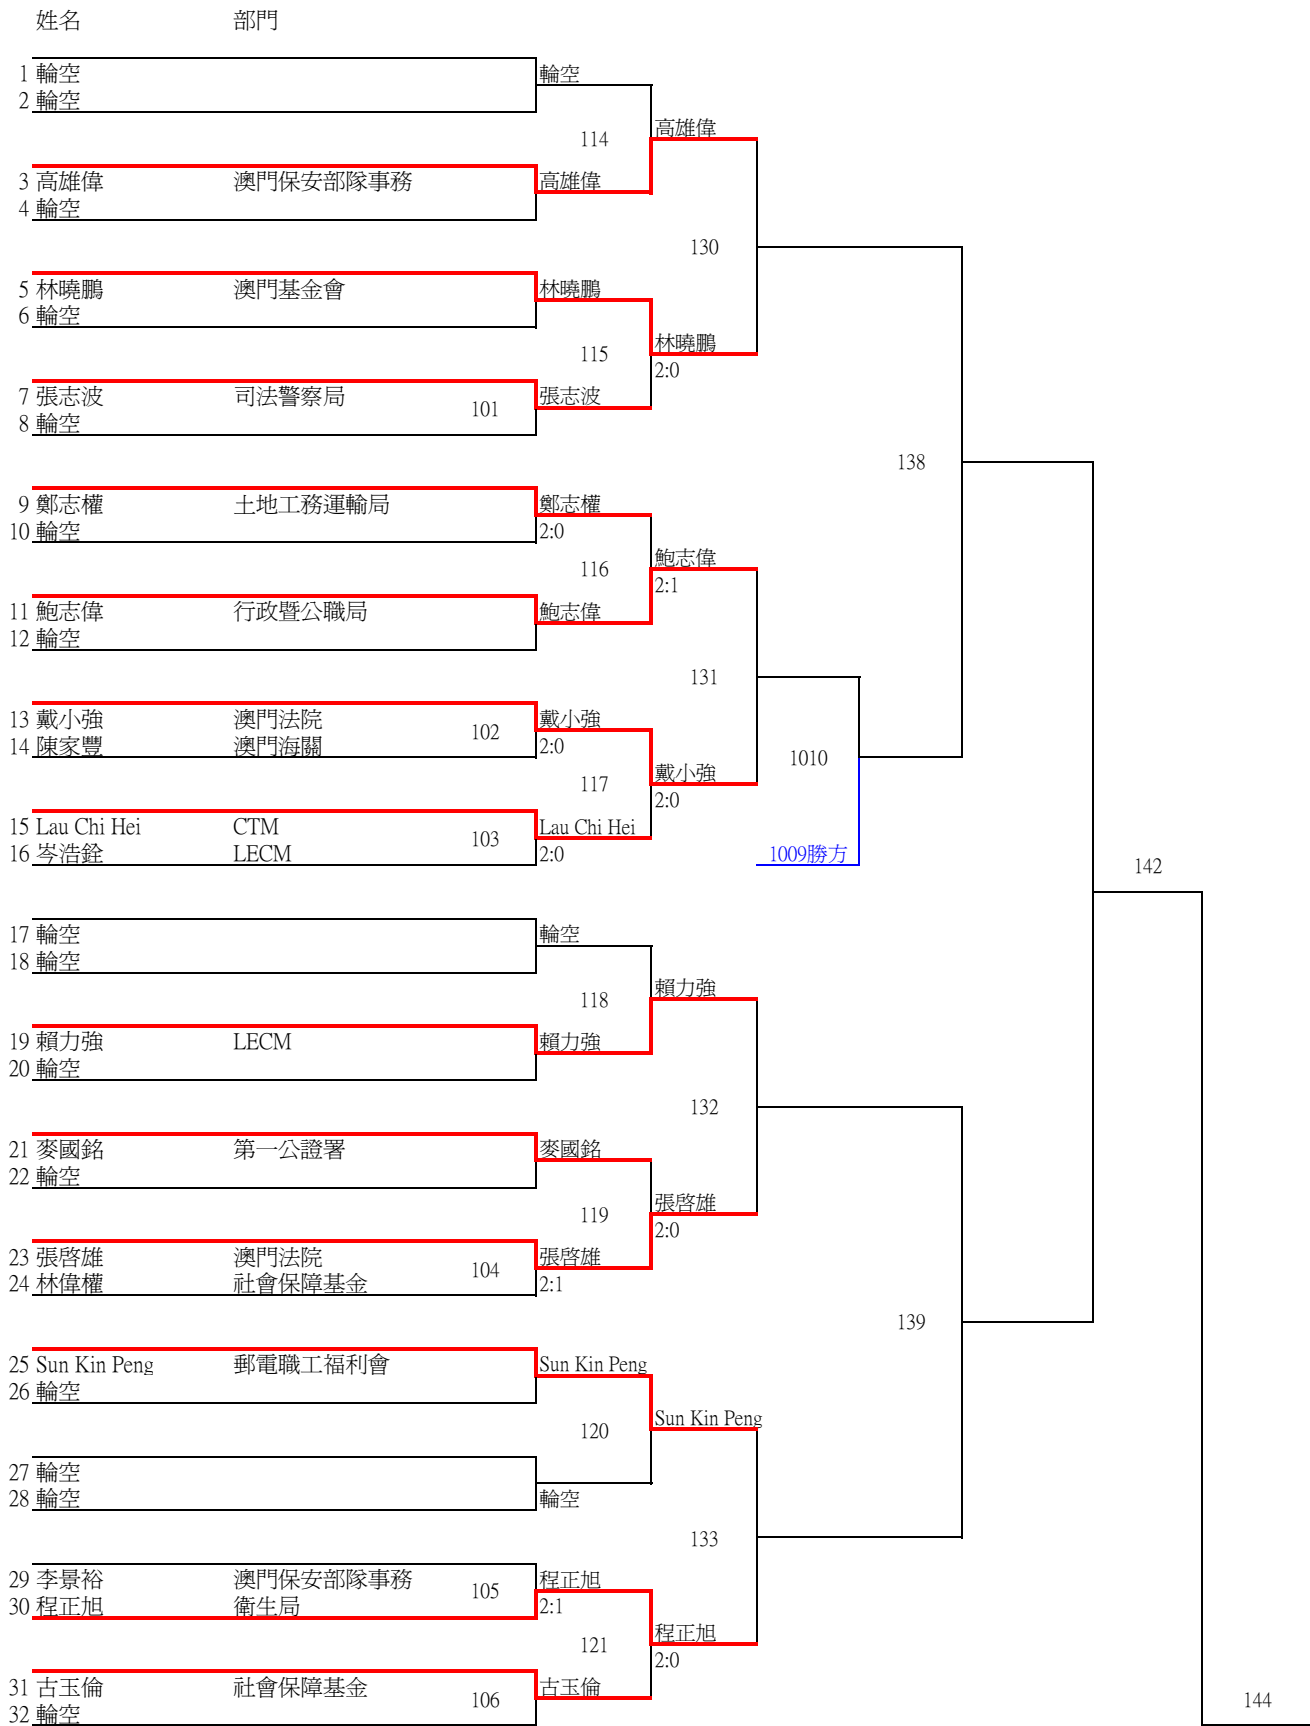 姓名 部門
1 輪空 輪空
2 輪空
高雄偉
114
3 高雄偉 澳門保安部隊事務 高雄偉
4 輪空
130
5 林曉鵬 澳門基金會 林曉鵬
6 輪空
林曉鵬
115
2:0
7 張志波 司法警察局 101 張志波
8 輪空
138
9 鄭志權 土地工務運輸局 鄭志權
10 輪空 2:0
鮑志偉
116
2:1
11 鮑志偉 行政暨公職局 鮑志偉
12 輪空
131
13 戴小強 澳門法院 102 戴小強
14 陳家豐 澳門海關 2:0
1010
戴小強
117
2:0
15 Lau Chi Hei CTM 103 Lau Chi Hei
16 岑浩銓 LECM 2:0 1009勝方
142
17 輪空 輪空
18 輪空
賴力強
118
19 賴力強 LECM 賴力強
20 輪空
132
21 麥國銘 第一公證署 麥國銘
22 輪空
張啓雄
119
2:0
23 張啓雄 澳門法院 104 張啓雄
24 林偉權 社會保障基金 2:1
139
25 Sun Kin Peng 郵電職工福利會 Sun Kin Peng
26 輪空
Sun Kin Peng
120
27 輪空
28 輪空 輪空
133
29 李景裕 澳門保安部隊事務 105 程正旭
30 程正旭 衛生局 2:1
程正旭
121
2:0
31 古玉倫 社會保障基金 106 古玉倫
32 輪空
144